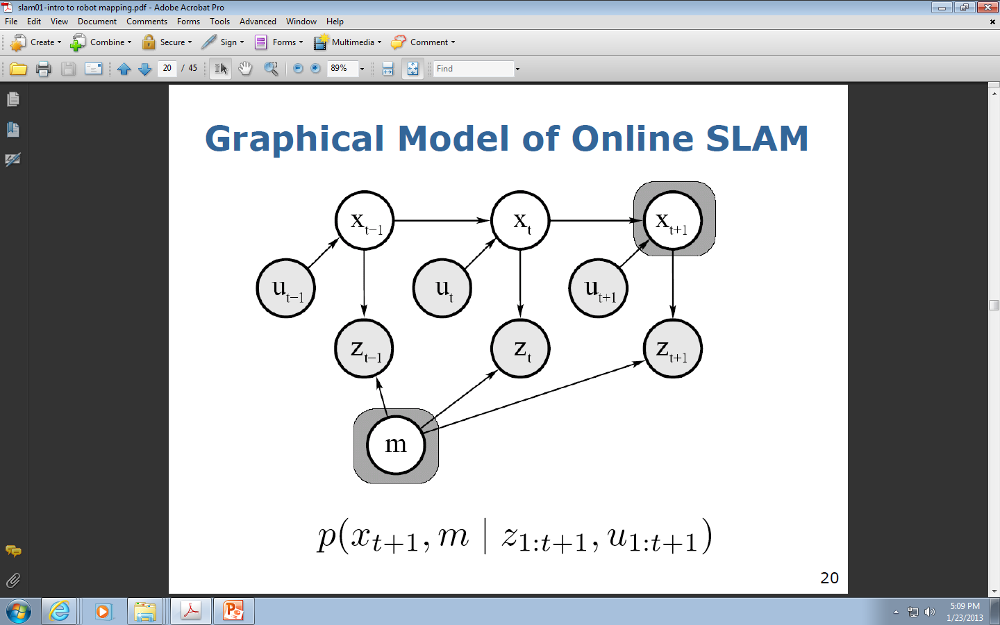 slam01-intro to robot mapping.pdf - Adobe Acrobat Pro
File Edit View Document Comments Forms Tools Advanced Window Help
Create Combine Secure Sign Forms Multimedia Comment
20 / 45 89% Find
Graphical Model of Online SLAM
x_{t−1} x_t x_{t+1}
u_{t−1} u_t u_{t+1}
z_{t−1} z_t z_{t+1}
m
p(x_{t+1}, m | z_{1:t+1}, u_{1:t+1})
20
5:09 PM
1/23/2013